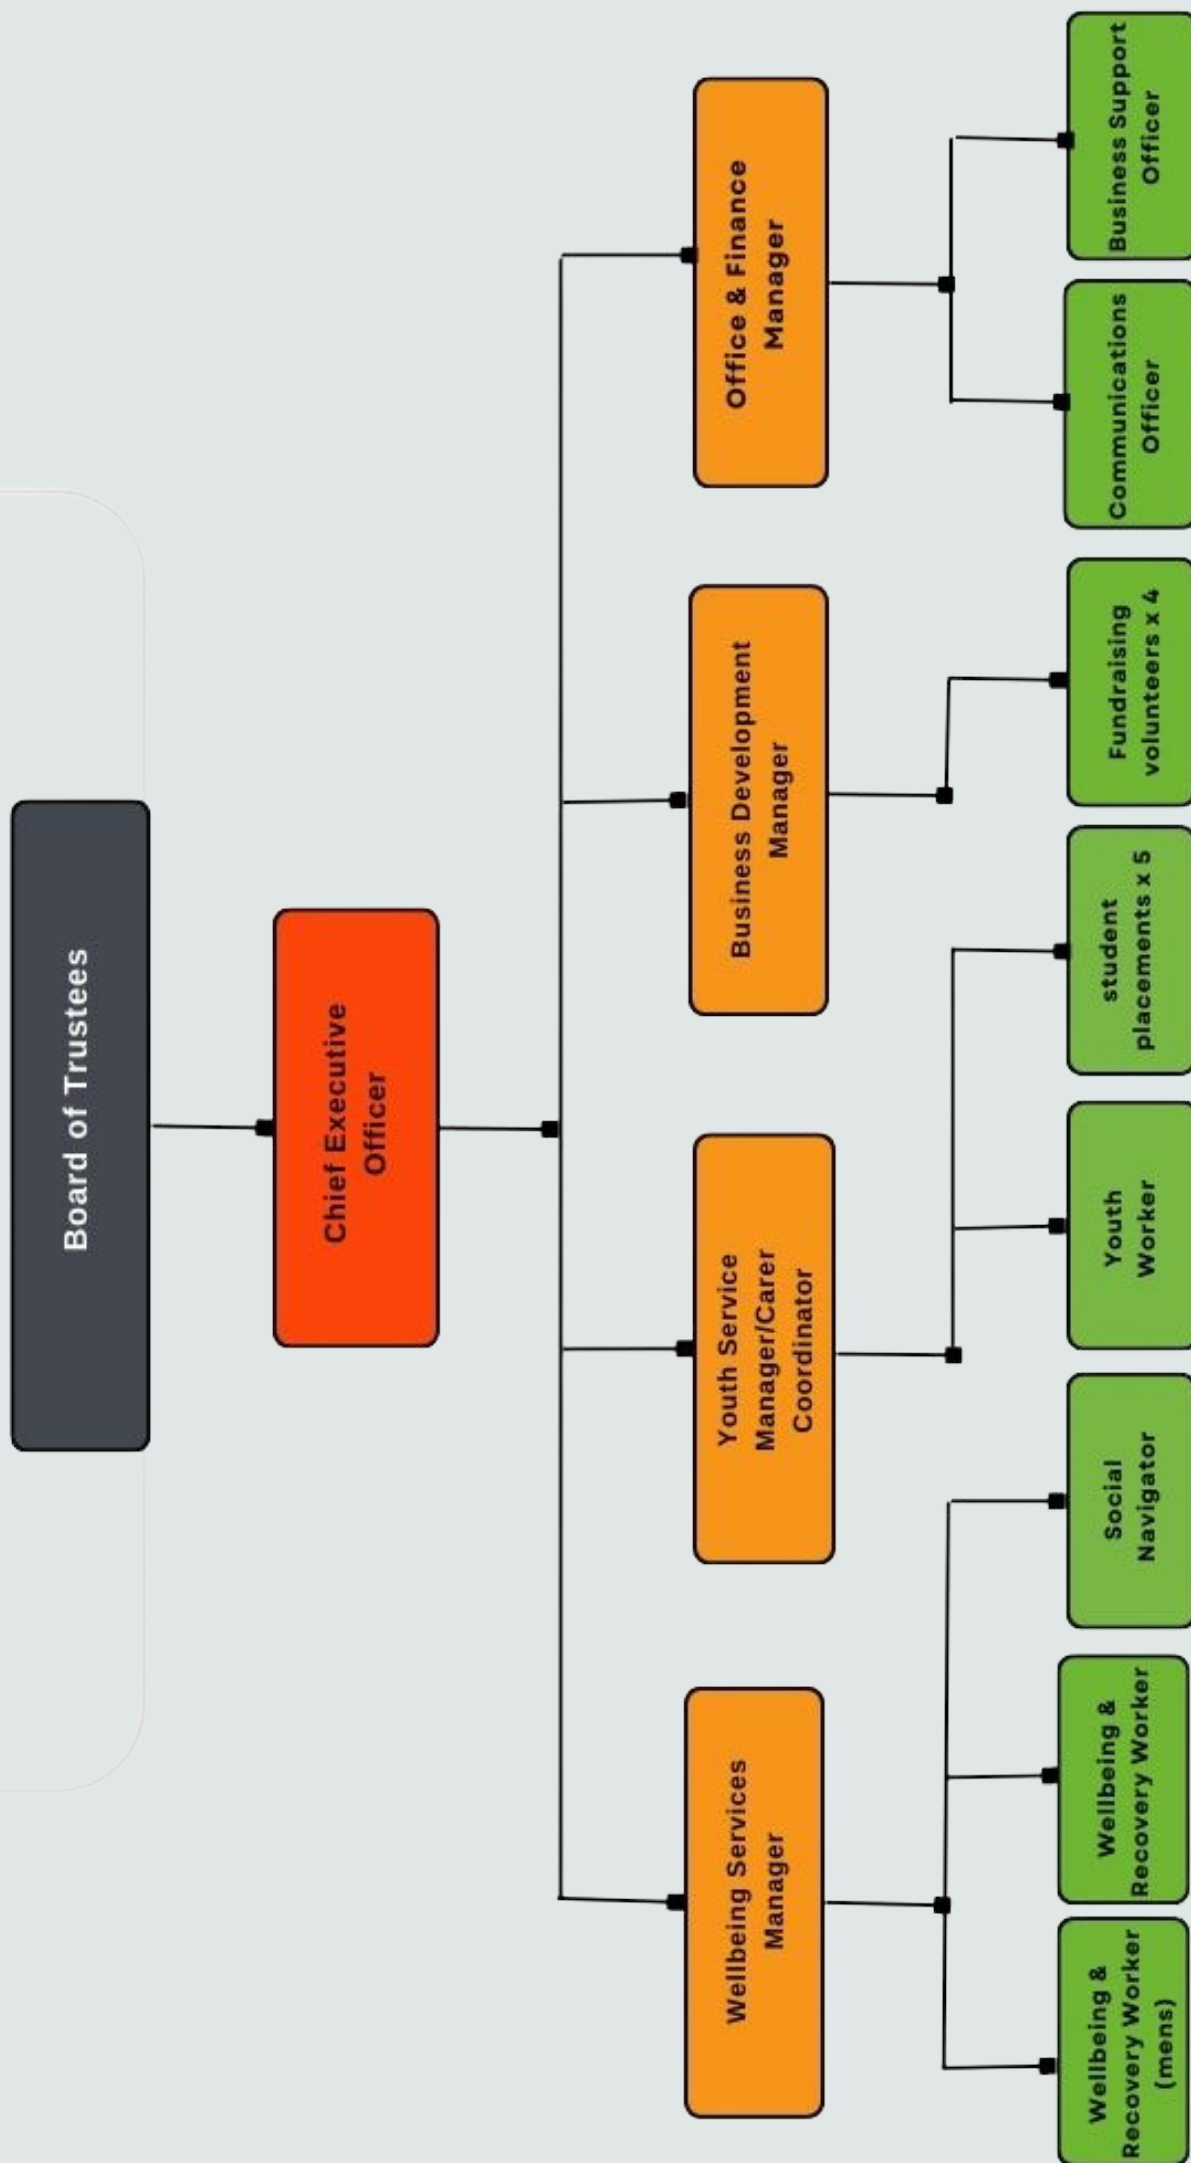 Board of Trustees
Chief Executive
Officer
Wellbeing Services
Manager
Youth Service
Manager/Carer
Coordinator
Business Development
Manager
Office & Finance
Manager
Wellbeing &
Recovery Worker
(mens)
Wellbeing &
Recovery Worker
Social
Navigator
Youth
Worker
student
placements x 5
Fundraising
volunteers x 4
Communications
Officer
Business Support
Officer